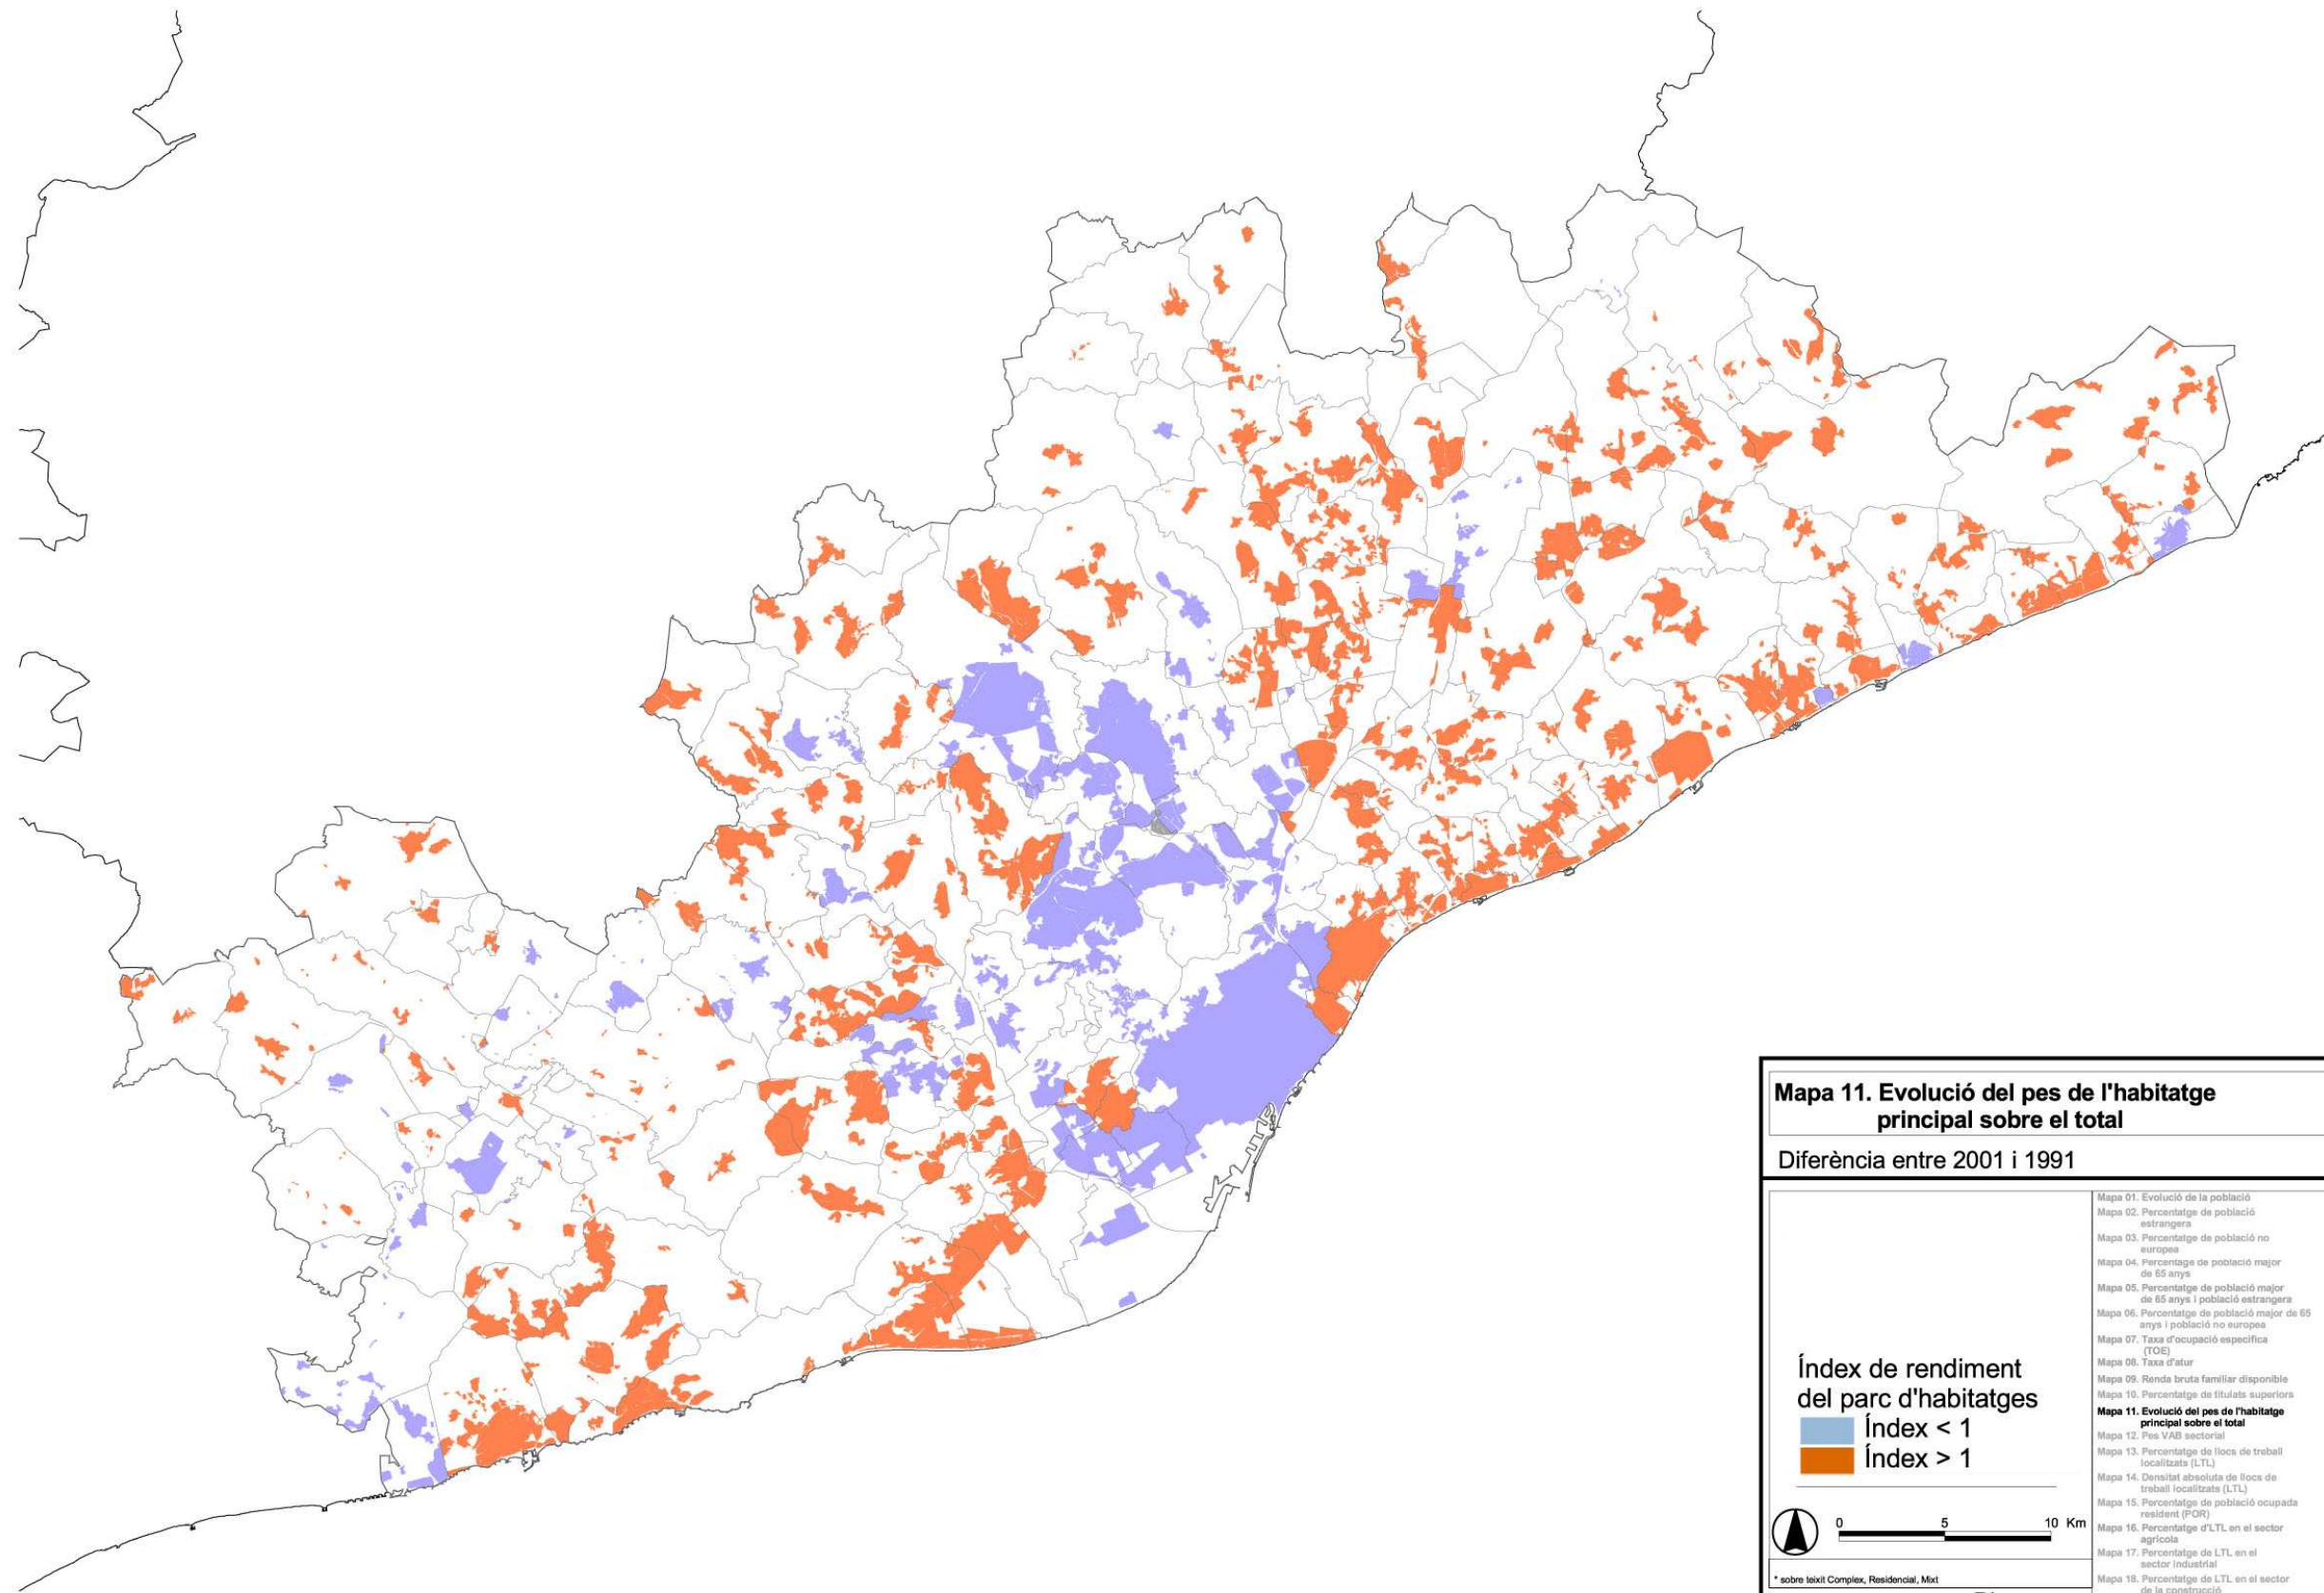 Mapa 11. Evolució del pes de l'habitatge
principal sobre el total
Diferència entre 2001 i 1991
Mapa 01. Evolució de la població
Mapa 02. Percentatge de població
estrangera
Mapa 03. Percentatge de població no
europea
Mapa 04. Percentage de població major
de 65 anys
Mapa 05. Percentatge de població major
de 65 anys i població estrangera
Mapa 06. Percentatge de població major de 65
anys i població no europea
Mapa 07. Taxa d'ocupació específica
(TOE)
Mapa 08. Taxa d'atur
Mapa 09. Renda bruta familiar disponible
Mapa 10. Percentatge de titulats superiors
Mapa 11. Evolució del pes de l'habitatge
principal sobre el total
Mapa 12. Pes VAB sectorial
Mapa 13. Percentatge de llocs de treball
localitzats (LTL)
Mapa 14. Densitat absoluta de llocs de
treball localitzats (LTL)
Mapa 15. Percentatge de població ocupada
resident (POR)
Mapa 16. Percentatge d'LTL en el sector
agrícola
Mapa 17. Percentatge de LTL en el
sector industrial
Mapa 18. Percentatge de LTL en el sector
de la construcció
Índex de rendiment
del parc d'habitatges
Índex < 1
Índex > 1
0 5 10 Km
* sobre teixit Complex, Residencial, Mixt